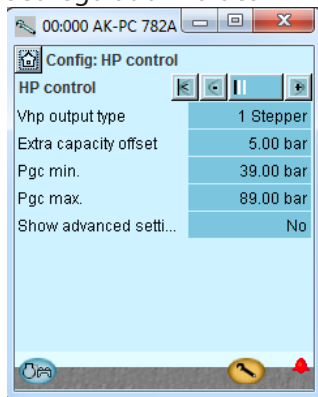 00:000 AK-PC 782A
Config: HP control
HP control
Vhp output type 1 Stepper
Extra capacity offset 5.00 bar
Pgc min. 39.00 bar
Pgc max. 89.00 bar
Show advanced setti... No